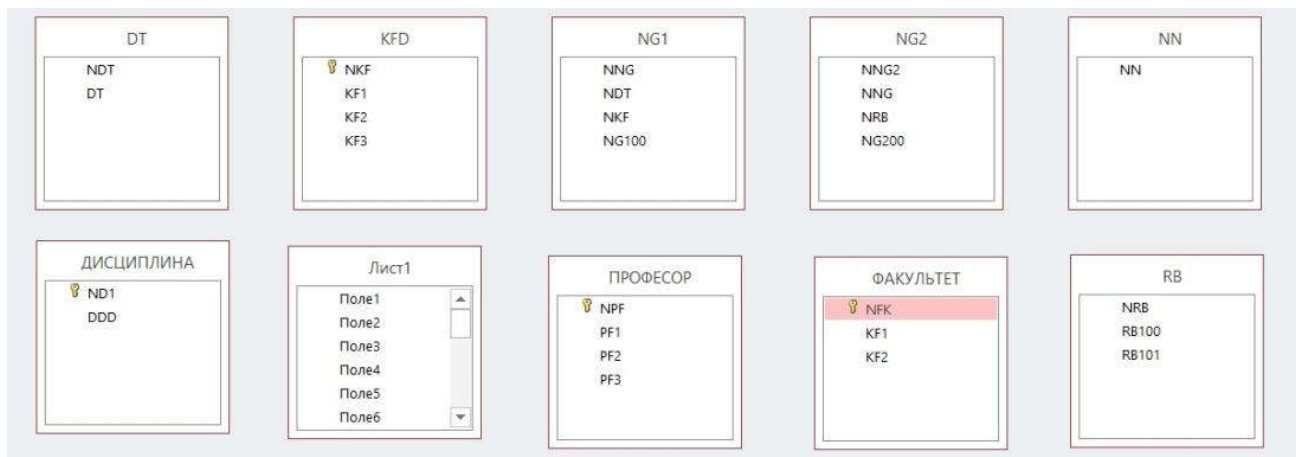 DT
NDT
DT
KFD
NKF
KF1
KF2
KF3
NG1
NNG
NDT
NKF
NG100
NG2
NNG2
NNG
NRB
NG200
NN
NN
ДИСЦИПЛИНА
ND1
DDD
Лист1
Поле1
Поле2
Поле3
Поле4
Поле5
Поле6
ПРОФЕСОР
NPF
PF1
PF2
PF3
ФАКУЛЬТЕТ
NFK
KF1
KF2
RB
NRB
RB100
RB101